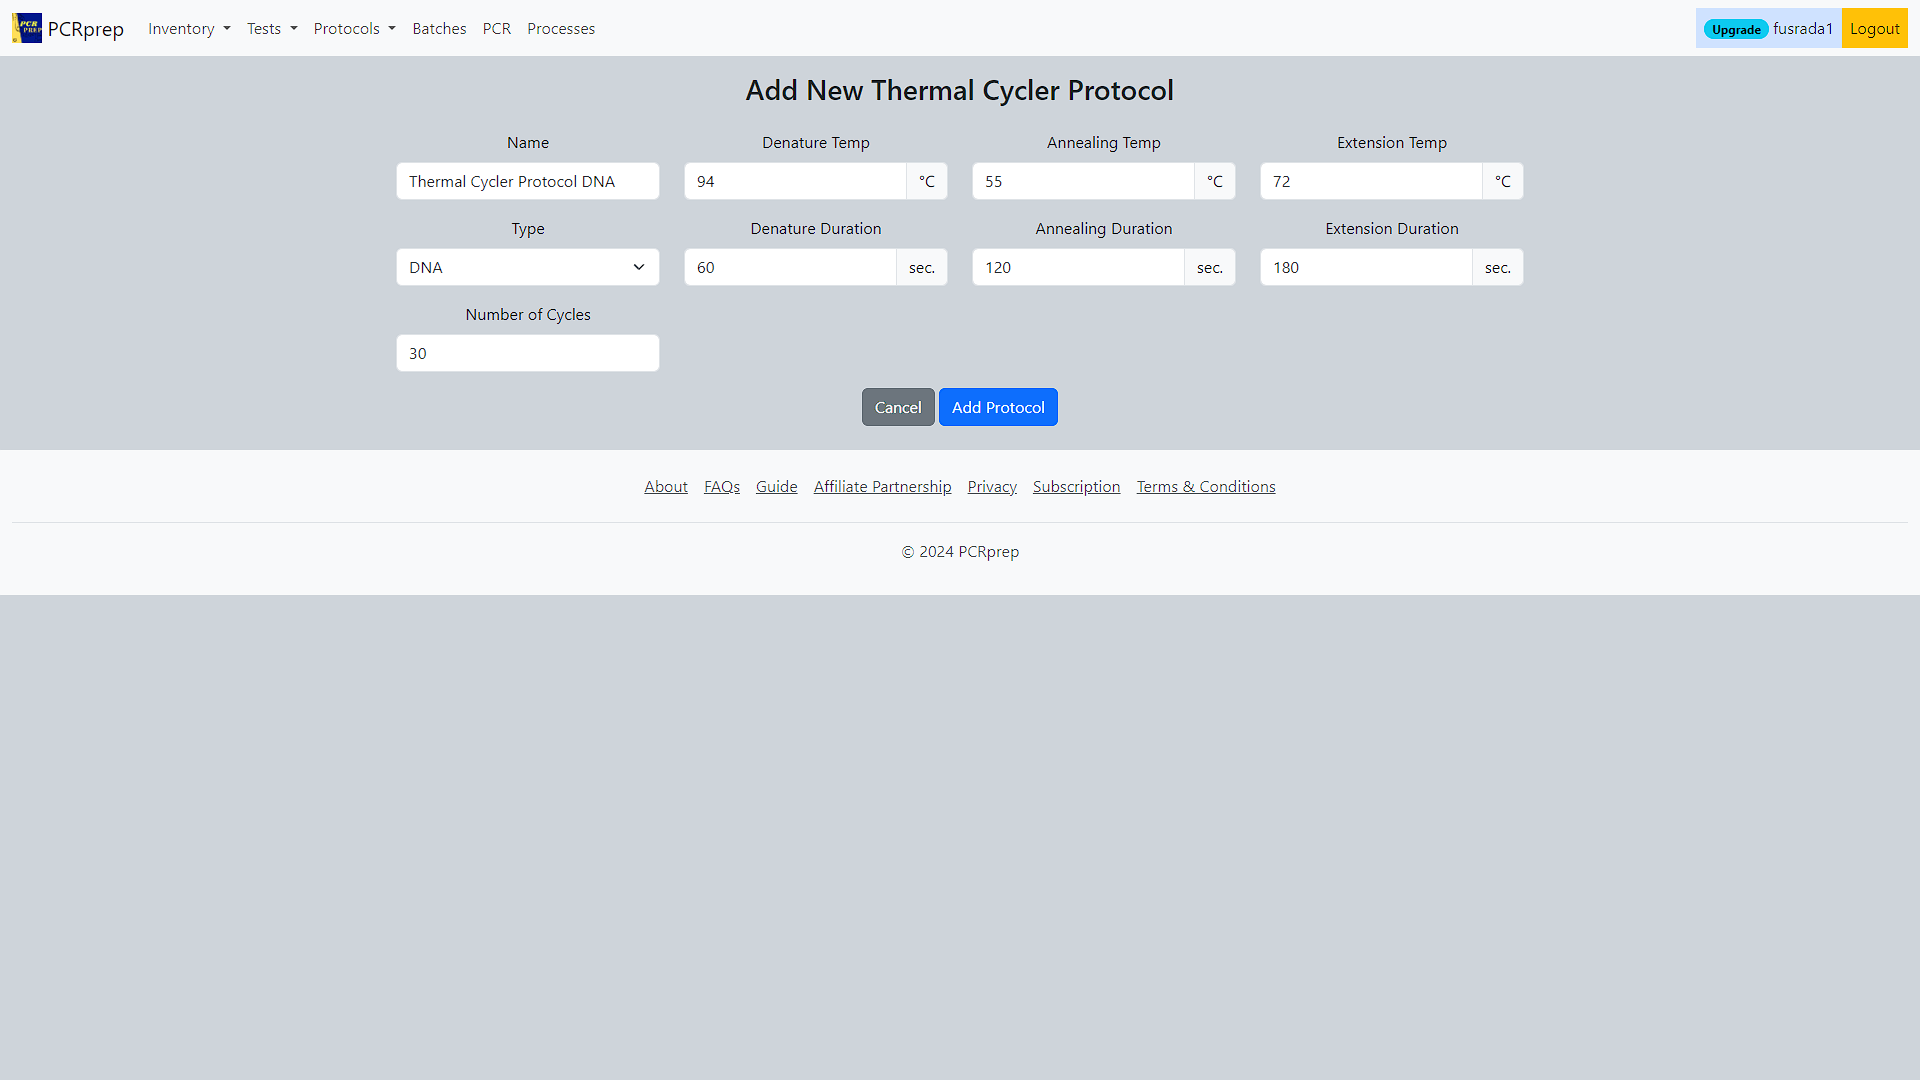 PCR PREP PCRprep Inventory Tests Protocols Batches PCR Processes Upgrade fusrada1 Logout
Add New Thermal Cycler Protocol
Name Denature Temp Annealing Temp Extension Temp
Thermal Cycler Protocol DNA 94 °C 55 °C 72 °C
Type Denature Duration Annealing Duration Extension Duration
DNA 60 sec. 120 sec. 180 sec.
Number of Cycles
30
Cancel Add Protocol
About FAQs Guide Affiliate Partnership Privacy Subscription Terms & Conditions
© 2024 PCRprep